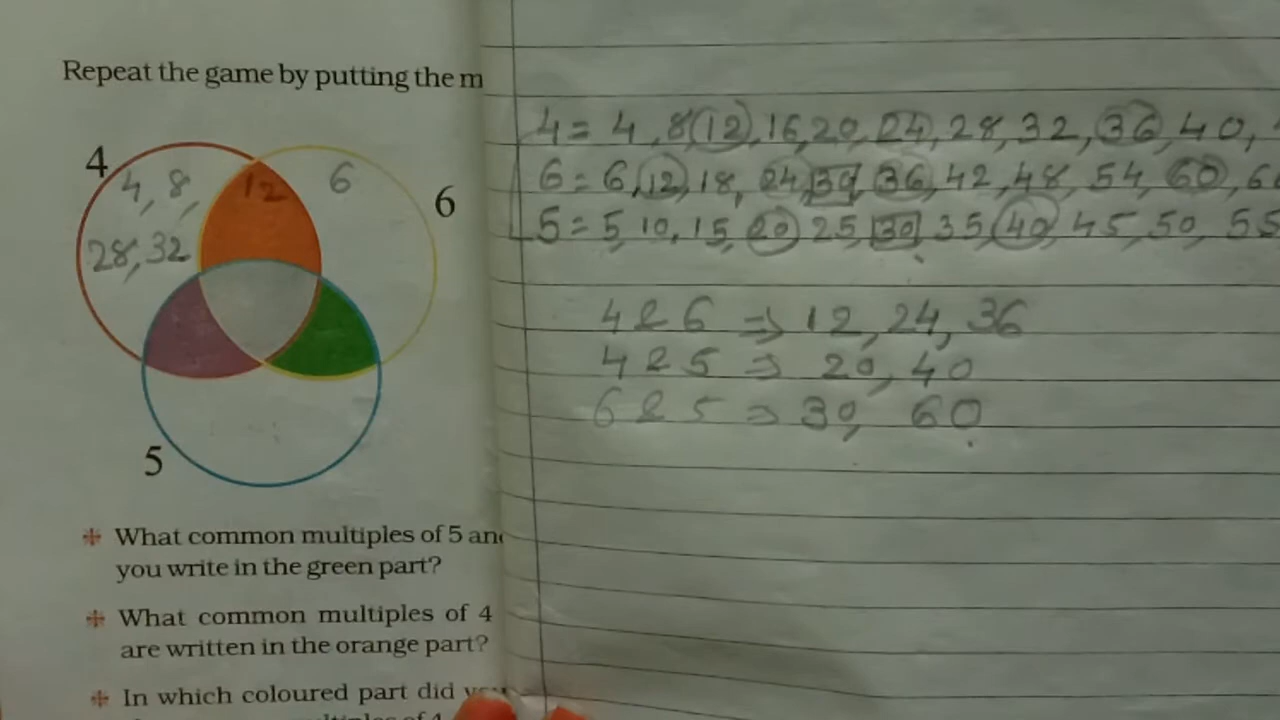 Repeat the game by putting the m
4
4, 8, 12 6
6
28, 32
5
What common multiples of 5 an
you write in the green part?
What common multiples of 4
are written in the orange part?
In which coloured part did
4 = 4, 8, 12, 16, 20, 24, 28, 32, 36, 40,
6 = 6, 12, 18, 24, 30, 36, 42, 48, 54, 60, 6
5 = 5, 10, 15, 20, 25, 30, 35, 40, 45, 50, 55
4 & 6 ⇒ 12, 24, 36
4 & 5 ⇒ 20, 40
6 & 5 ⇒ 30, 60